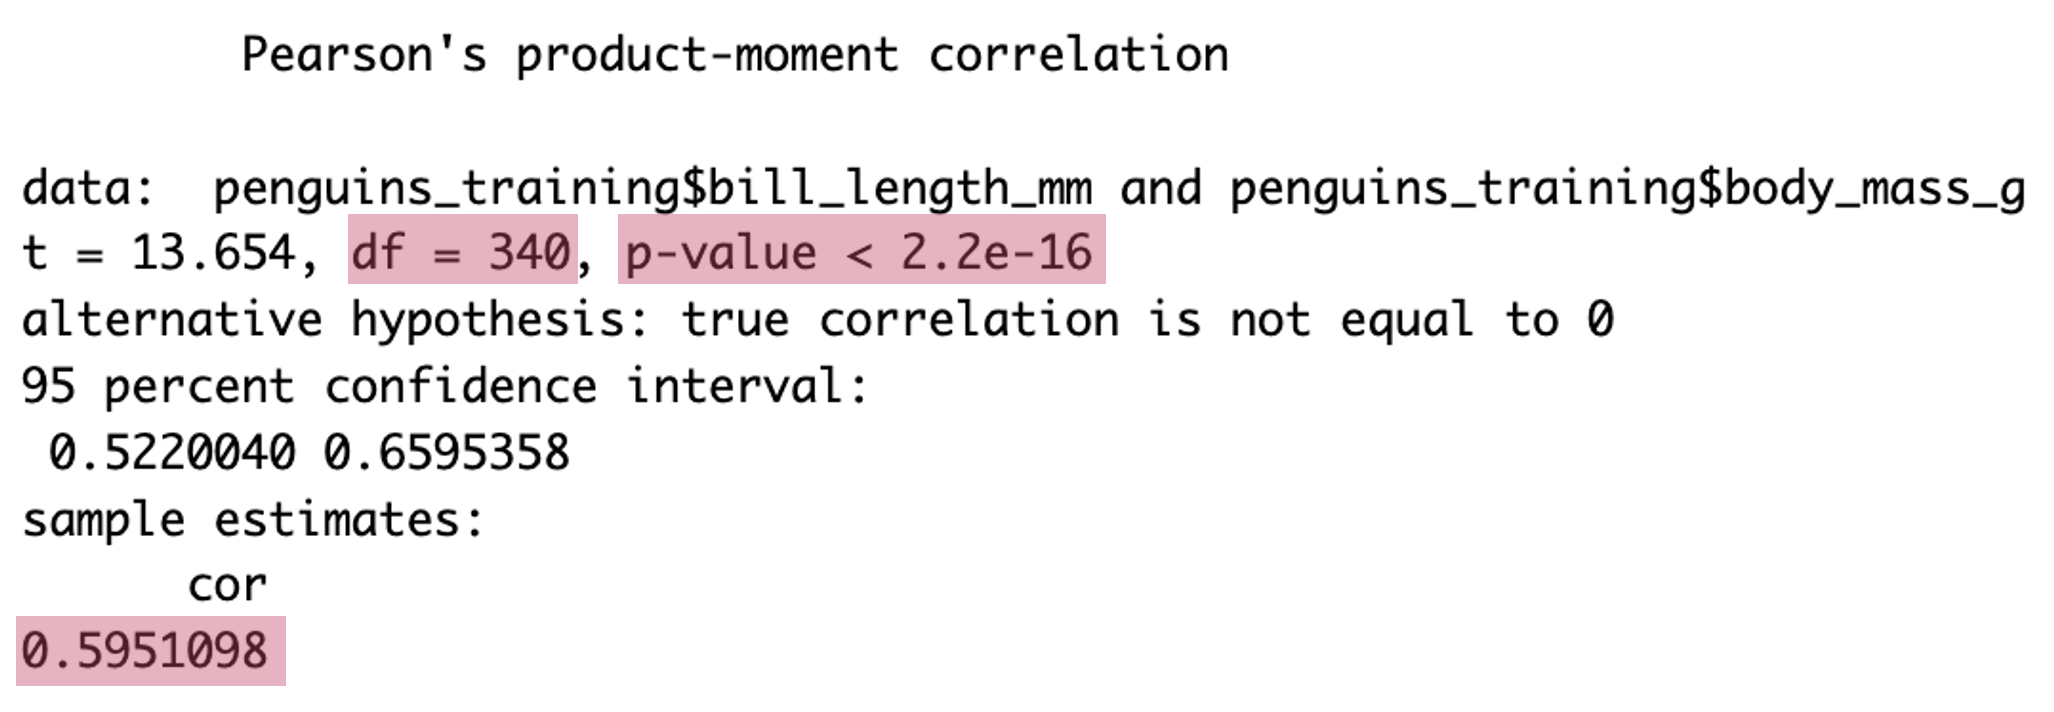 Pearson's product-moment correlation
data:  penguins_training$bill_length_mm and penguins_training$body_mass_g
t = 13.654, df = 340, p-value < 2.2e-16
alternative hypothesis: true correlation is not equal to 0
95 percent confidence interval:
0.5220040 0.6595358
sample estimates:
cor
0.5951098